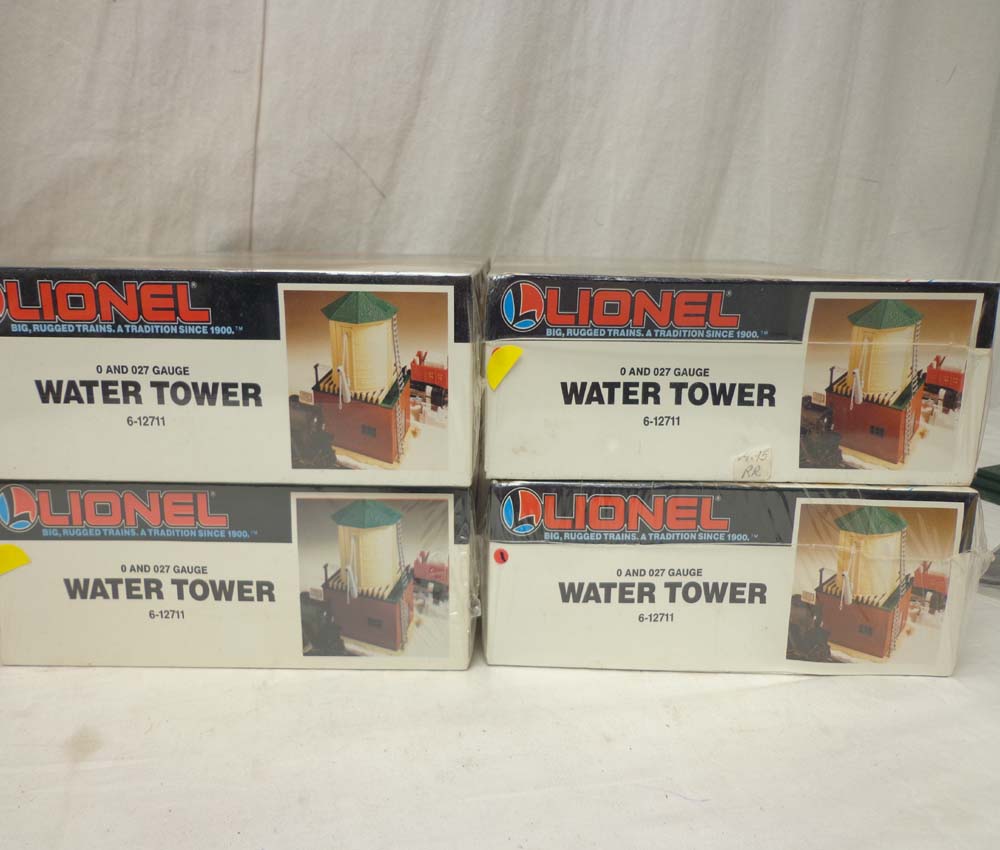 LIONEL®
BIG, RUGGED TRAINS. A TRADITION SINCE 1900.™
0 AND 027 GAUGE
WATER TOWER
6-12711
LIONEL®
BIG, RUGGED TRAINS. A TRADITION SINCE 1900.™
0 AND 027 GAUGE
WATER TOWER
6-12711
RR
LIONEL®
BIG, RUGGED TRAINS. A TRADITION SINCE 1900.™
0 AND 027 GAUGE
WATER TOWER
6-12711
LIONEL®
BIG, RUGGED TRAINS. A TRADITION SINCE 1900.™
0 AND 027 GAUGE
WATER TOWER
6-12711